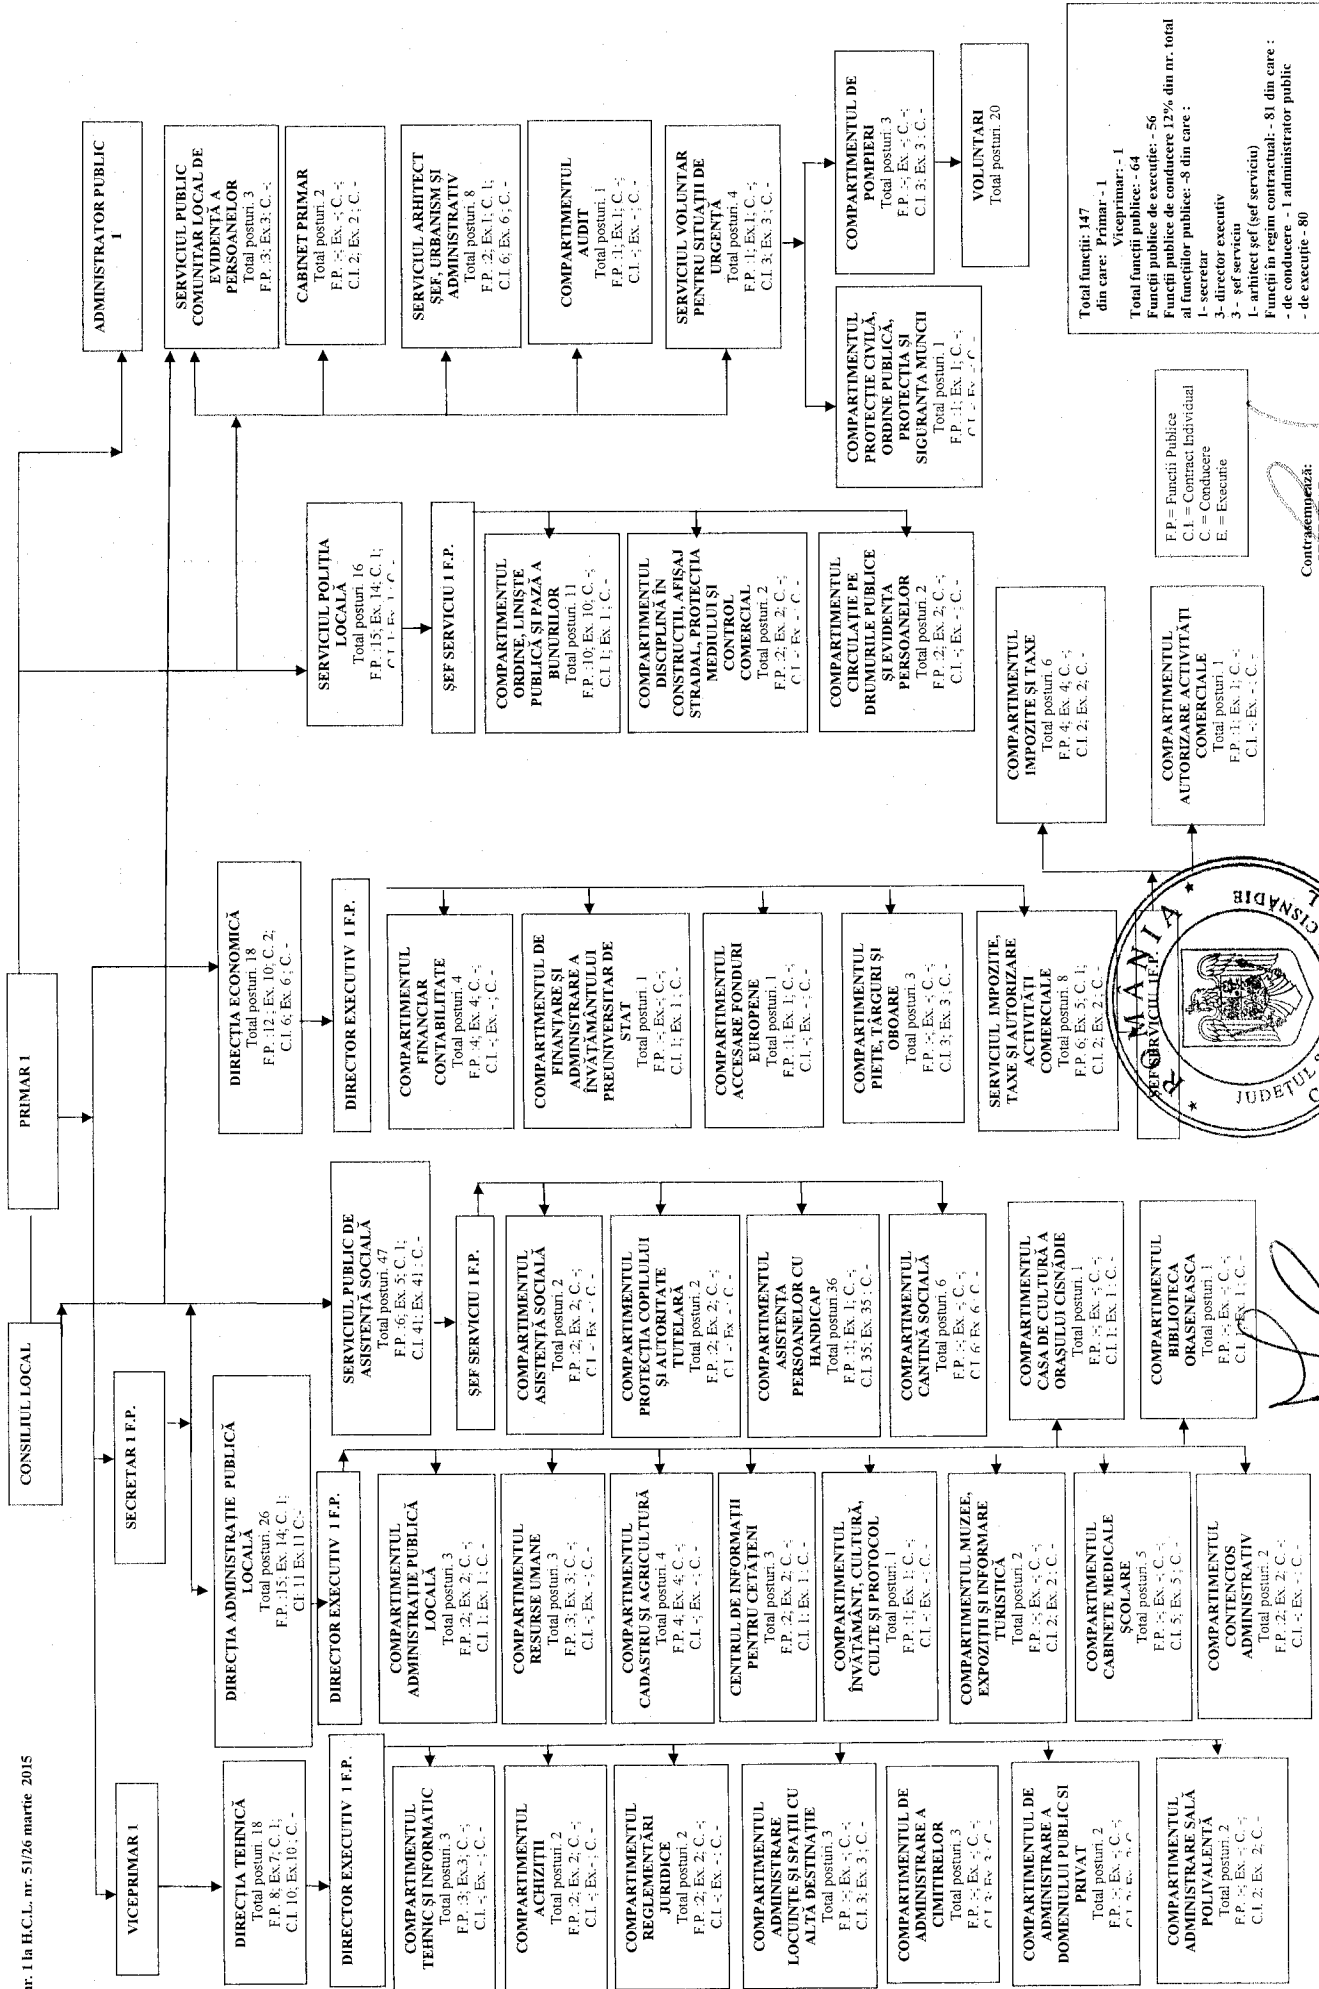 nr. 1 la H.C.L. nr. 51/26 martie 2015
CONSILIUL LOCAL
PRIMAR 1
VICEPRIMAR 1
SECRETAR 1 F.P.
ADMINISTRATOR PUBLIC
1
DIRECȚIA TEHNICĂ
Total posturi. 18
F.P. 8; Ex.7; C. 1;
C.I. 10; Ex.10 ; C. -
DIRECTOR EXECUTIV 1 F.P.
COMPARTIMENTUL
TEHNIC ȘI INFORMATIC
Total posturi. 3
F.P. :3; Ex.3; C. -;
C.I. -; Ex. - ; C. -
COMPARTIMENTUL
ACHIZIȚII
Total posturi. 2
F.P. :2; Ex.2; C. -;
C.I. -; Ex.- ; C. -
COMPARTIMENTUL
REGLEMENTĂRI
JURIDICE
Total posturi. 2
F.P. :2; Ex. 2; C. -;
C.I. -; Ex. - ; C. -
COMPARTIMENTUL
ADMINISTRARE
LOCUINȚE ȘI SPAȚII CU
ALTĂ DESTINAȚIE
Total posturi. 3
F.P. :-; Ex. -; C. -;
C.I. 3; Ex. 3 ; C. -
COMPARTIMENTUL DE
ADMINISTRARE A
CIMITIRELOR
Total posturi. 3
F.P. :-; Ex. -; C. -;
COMPARTIMENTUL DE
ADMINISTRARE A
DOMENIULUI PUBLIC SI
PRIVAT
Total posturi. 2
F.P. :-; Ex. -; C. -;
COMPARTIMENTUL
ADMINISTRARE SALĂ
POLIVALENTĂ
Total posturi. 2
F.P. :-; Ex. -; C. -;
C.I. 2; Ex. 2; C. -
DIRECȚIA ADMINISTRAȚIE PUBLICĂ
LOCALĂ
Total posturi. 26
F.P. :15; Ex. 14; C. 1;
CI: 11 Ex 11 C:-
DIRECTOR EXECUTIV 1 F.P.
COMPARTIMENTUL
ADMINISTRAȚIE PUBLICĂ
LOCALĂ
Total posturi. 3
F.P. :2; Ex. 2; C. -;
C.I. 1; Ex. 1 ; C. -
COMPARTIMENTUL
RESURSE UMANE
Total posturi. 3
F.P. :3; Ex. 3; C. -;
C.I. -; Ex. - ; C. -
COMPARTIMENTUL
CADASTRU ȘI AGRICULTURĂ
Total posturi. 4
F.P. 4; Ex. 4; C. -;
C.I. -; Ex. - ; C. -
CENTRUL DE INFORMAȚII
PENTRU CETĂȚENI
Total posturi. 3
F.P. :2; Ex. 2; C. -;
C.I. 1; Ex. 1; C. -
COMPARTIMENTUL
ÎNVĂȚĂMÂNT, CULTURĂ,
CULTE ȘI PROTOCOL
Total posturi. 1
F.P. :1; Ex. 1; C. -;
C.I. -; Ex. - ; C. -
COMPARTIMENTUL MUZEE,
EXPOZIȚII ȘI INFORMARE
TURISTICĂ
Total posturi. 2
F.P. :-; Ex. -; C. -;
C.I. 2; Ex. 2 ; C. -
COMPARTIMENTUL
CABINETE MEDICALE
ȘCOLARE
Total posturi. 5
F.P. :-; Ex. -; C. -;
C.I. 5; Ex. 5 ; C. -
COMPARTIMENTUL
CONTENCIOS
ADMINISTRATIV
Total posturi. 2
F.P. :2; Ex. 2; C. -;
C.I. -; Ex. - ; C. -
COMPARTIMENTUL
CASA DE CULTURĂ A
ORAȘULUI CISNĂDIE
Total posturi. 1
F.P. :-; Ex. -; C. -;
C.I. 1; Ex. 1 ; C. -
COMPARTIMENTUL
BIBLIOTECA
ORASENEASCA
Total posturi. 1
F.P. :-; Ex. -; C. -;
C.I. 1; Ex. 1 ; C. -
SERVICIUL PUBLIC DE
ASISTENȚĂ SOCIALĂ
Total posturi. 47
F.P. :6; Ex. 5; C. 1;
C.I. 41; Ex. 41 ; C. -
ȘEF SERVICIU 1 F.P.
COMPARTIMENTUL
ASISTENȚĂ SOCIALĂ
Total posturi. 2
F.P. :2; Ex. 2; C. -;
C.I. - Ex - ; C. -
COMPARTIMENTUL
PROTECȚIA COPILULUI
ȘI AUTORITATE
TUTELARĂ
Total posturi. 2
F.P. :2; Ex. 2; C. -;
C.I. - ; Ex - ; C. -
COMPARTIMENTUL
ASISTENȚA
PERSOANELOR CU
HANDICAP
Total posturi.36
F.P. :1; Ex.1; C. -;
C.I. 35; Ex. 35 ; C. -
COMPARTIMENTUL
CANTINĂ SOCIALĂ
Total posturi. 6
F.P. :-; Ex. -; C. -;
C.I. 6; Ex 6 ; C. -
DIRECȚIA ECONOMICĂ
Total posturi. 18
F.P. :12 ; Ex. 10; C. 2;
C.I. 6; Ex. 6 ; C. -
DIRECTOR EXECUTIV 1 F.P.
COMPARTIMENTUL
FINANCIAR
CONTABILITATE
Total posturi. 4
F.P. :4; Ex. 4; C. -;
C.I. -; Ex. - ; C. -
COMPARTIMENTUL DE
FINANȚARE ȘI
ADMINISTRARE A
ÎNVĂȚĂMÂNTULUI
PREUNIVERSITAR DE
STAT
Total posturi. 1
F.P. :-; Ex.-; C. -;
C.I. 1; Ex. 1 ; C. -
COMPARTIMENTUL
ACCESARE FONDURI
EUROPENE
Total posturi. 1
F.P. :1; Ex. 1; C. -;
C.I. -; Ex. - ; C. -
COMPARTIMENTUL
PIEȚE, TÂRGURI ȘI
OBOARE
Total posturi. 3
F.P. :-; Ex. -; C. -;
C.I. 3; Ex. 3 ; C. -
SERVICIUL IMPOZITE,
TAXE ȘI AUTORIZARE
ACTIVITĂȚI
COMERCIALE
Total posturi. 8
F.P. 6; Ex. 5; C. 1;
C.I. 2; Ex. 2 ; C. -
ȘEF SERVICIU 1 F.P.
ROMÂNIA
JUDEȚUL
CISNĂDIE
COMPARTIMENTUL
IMPOZITE ȘI TAXE
Total posturi. 6
F.P. 4; Ex. 4; C. -;
C.I. 2; Ex. 2; C. -
COMPARTIMENTUL
AUTORIZARE ACTIVITĂȚI
COMERCIALE
Total posturi. 1
F.P. :1; Ex. 1; C. -;
C.I. -; Ex. - ; C. -
SERVICIUL POLIȚIA
LOCALĂ
Total posturi. 16
F.P. :15; Ex. 14; C. 1;
C.I. 1; Ex. 1 ; C. -
ȘEF SERVICIU 1 F.P.
COMPARTIMENTUL
ORDINE, LINIȘTE
PUBLICĂ ȘI PAZĂ A
BUNURILOR
Total posturi. 11
F.P. :10; Ex. 10; C. -;
C.I. 1; Ex. 1 ; C. -
COMPARTIMENTUL
DISCIPLINĂ ÎN
CONSTRUCȚII, AFIȘAJ
STRADAL, PROTECȚIA
MEDIULUI ȘI
CONTROL
COMERCIAL
Total posturi. 2
F.P. :2; Ex. 2; C. -;
C.I. - Ex - ; C. -
COMPARTIMENTUL
CIRCULAȚIE PE
DRUMURILE PUBLICE
ȘI EVIDENȚA
PERSOANELOR
Total posturi. 2
F.P. :2; Ex. 2; C. -;
C.I. -; Ex. - ; C. -
SERVICIUL PUBLIC
COMUNITAR LOCAL DE
EVIDENȚĂ A
PERSOANELOR
Total posturi. 3
F.P. :3; Ex.3; C. -;
CABINET PRIMAR
Total posturi. 2
F.P. :-; Ex. -; C. -;
C.I. 2; Ex. 2 ; C. -
SERVICIUL ARHITECT
ȘEF, URBANISM ȘI
ADMINISTRATIV
Total posturi. 8
F.P. :2; Ex.1; C. 1;
C.I. 6; Ex. 6 ; C. -
COMPARTIMENTUL
AUDIT
Total posturi. 1
F.P. :1; Ex.1; C. -;
C.I. -; Ex. - ; C. -
SERVICIUL VOLUNTAR
PENTRU SITUAȚII DE
URGENȚĂ
Total posturi. 4
F.P. :1; Ex.1; C. -;
C.I. 3; Ex. 3 ; C. -
COMPARTIMENTUL
PROTECȚIE CIVILĂ,
ORDINE PUBLICĂ,
PROTECȚIA ȘI
SIGURANȚA MUNCII
Total posturi. 1
F.P. :1; Ex. 1; C. -;
C.I. - Ex - ; C. -
COMPARTIMENTUL DE
POMPIERI
Total posturi. 3
F.P. :-; Ex. -; C. -;
C.I. 3; Ex. 3 ; C. -
VOLUNTARI
Total posturi. 20
F.P. = Functii Publice
C.I. = Contract Individual
C. = Conducere
E. = Executie
Contrasemnează:
Total funcții: 147
din care: Primar - 1
Viceprimar: - 1
Total funcții publice: - 64
Funcții publice de execuție: - 56
Funcții publice de conducere 12% din nr. total
al funcțiilor publice: -8 din care :
1- secretar
3- director executiv
3 - șef serviciu
1- arhitect șef (șef serviciu)
Funcții în regim contractual: - 81 din care :
- de conducere - 1 administrator public
- de execuție - 80